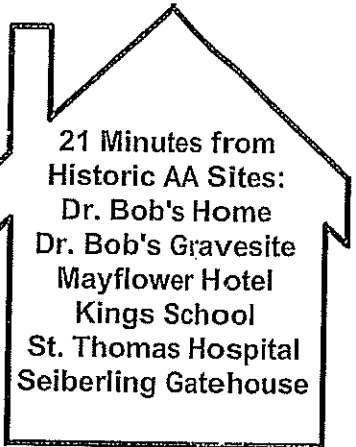 21 Minutes from
Historic AA Sites:
Dr. Bob's Home
Dr. Bob's Gravesite
Mayflower Hotel
Kings School
St. Thomas Hospital
Seiberling Gatehouse